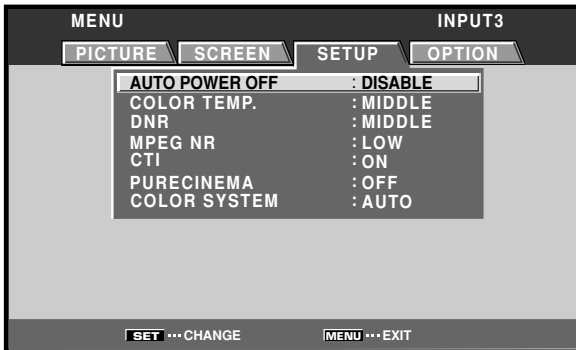 MENU INPUT3
PICTURE SCREEN SETUP OPTION
AUTO POWER OFF : DISABLE
COLOR TEMP. : MIDDLE
DNR : MIDDLE
MPEG NR : LOW
CTI : ON
PURECINEMA : OFF
COLOR SYSTEM : AUTO
SET ··· CHANGE MENU ··· EXIT